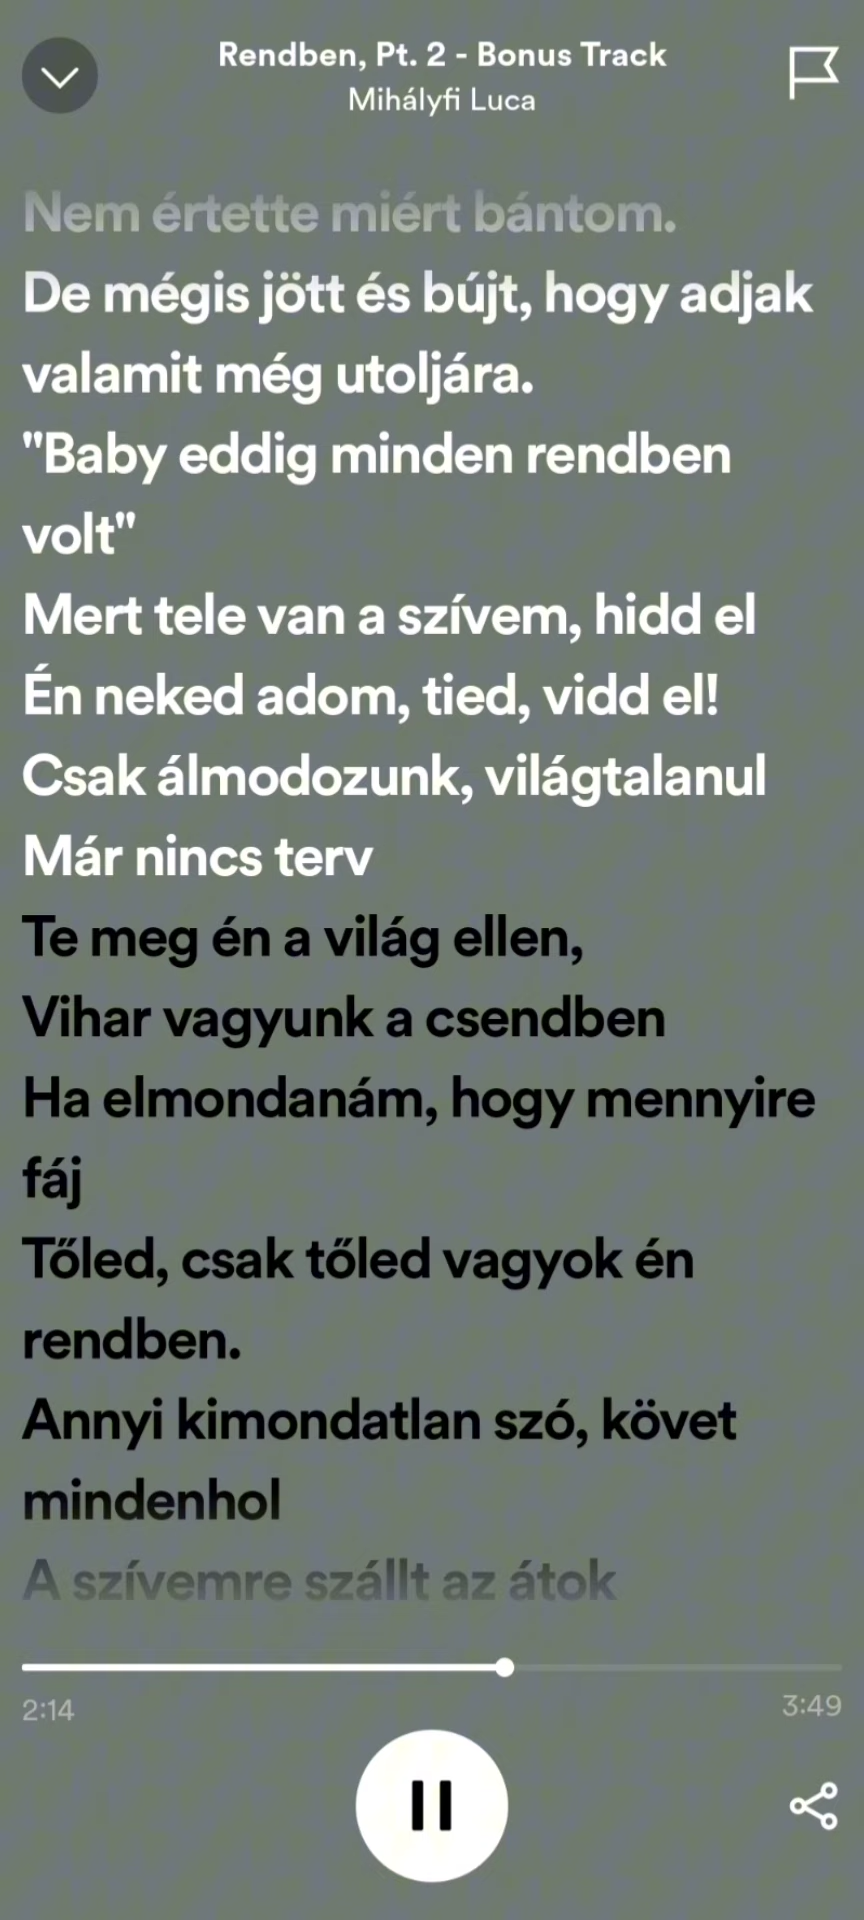 Rendben, Pt. 2 - Bonus Track
Mihályfi Luca
Nem értette miért bántom.
De mégis jött és bújt, hogy adjak
valamit még utoljára.
"Baby eddig minden rendben
volt"
Mert tele van a szívem, hidd el
Én neked adom, tied, vidd el!
Csak álmodozunk, világtalanul
Már nincs terv
Te meg én a világ ellen,
Vihar vagyunk a csendben
Ha elmondanám, hogy mennyire
fáj
Tőled, csak tőled vagyok én
rendben.
Annyi kimondatlan szó, követ
mindenhol
A szívemre szállt az átok
2:14
3:49